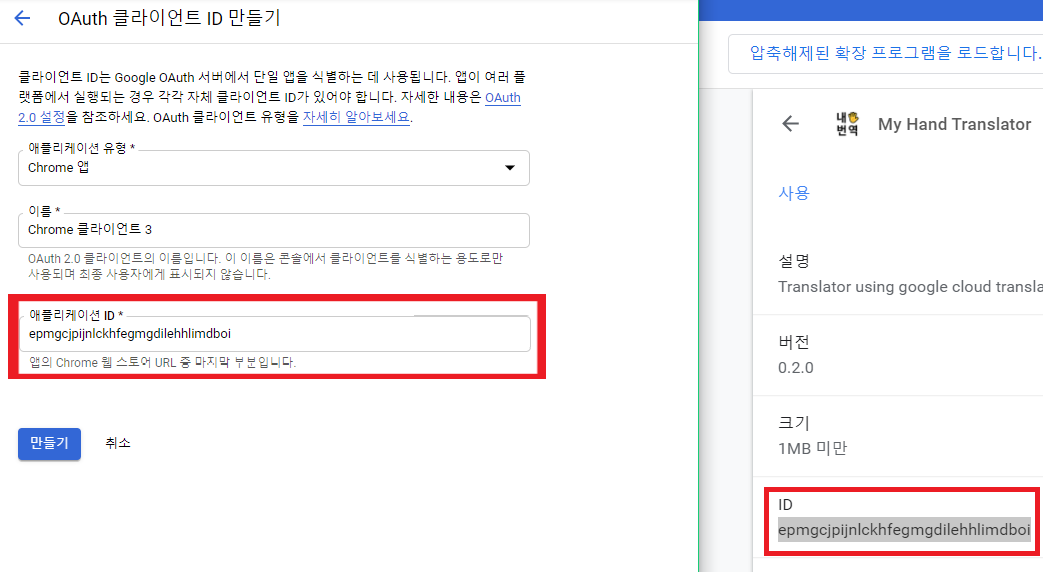 OAuth 클라이언트 ID 만들기
클라이언트 ID는 Google OAuth 서버에서 단일 앱을 식별하는 데 사용됩니다. 앱이 여러 플
랫폼에서 실행되는 경우 각각 자체 클라이언트 ID가 있어야 합니다. 자세한 내용은 OAuth
2.0 설정을 참조하세요. OAuth 클라이언트 유형을 자세히 알아보세요.
애플리케이션 유형 *
Chrome 앱
이름 *
Chrome 클라이언트 3
OAuth 2.0 클라이언트의 이름입니다. 이 이름은 콘솔에서 클라이언트를 식별하는 용도로만
사용되며 최종 사용자에게 표시되지 않습니다.
애플리케이션 ID *
epmgcjpijnlckhfegmgdilehhlimdboi
앱의 Chrome 웹 스토어 URL 중 마지막 부분입니다.
만들기
취소
압축해제된 확장 프로그램을 로드합니다.
내
번역
My Hand Translator
사용
설명
Translator using google cloud transla
버전
0.2.0
크기
1MB 미만
ID
epmgcjpijnlckhfegmgdilehhlimdboi